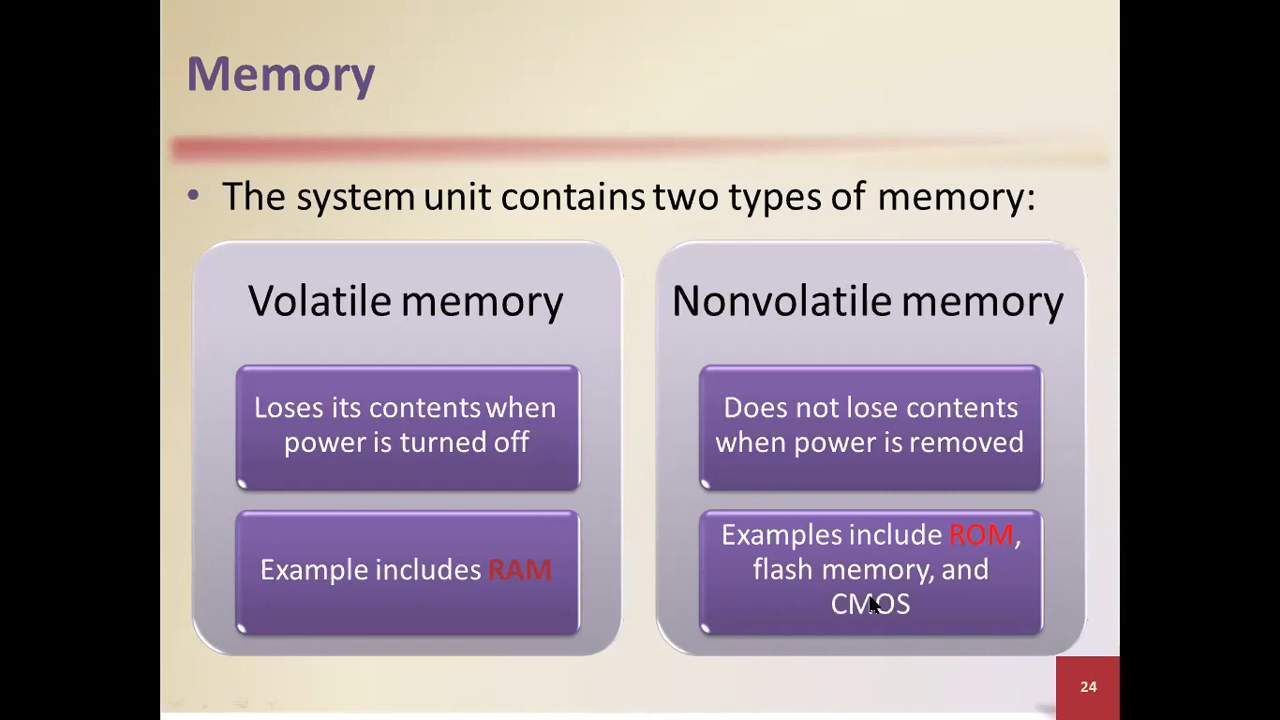 Memory
• The system unit contains two types of memory:
Volatile memory
Loses its contents when
power is turned off
Example includes RAM
Nonvolatile memory
Does not lose contents
when power is removed
Examples include ROM,
flash memory, and
CMOS
24